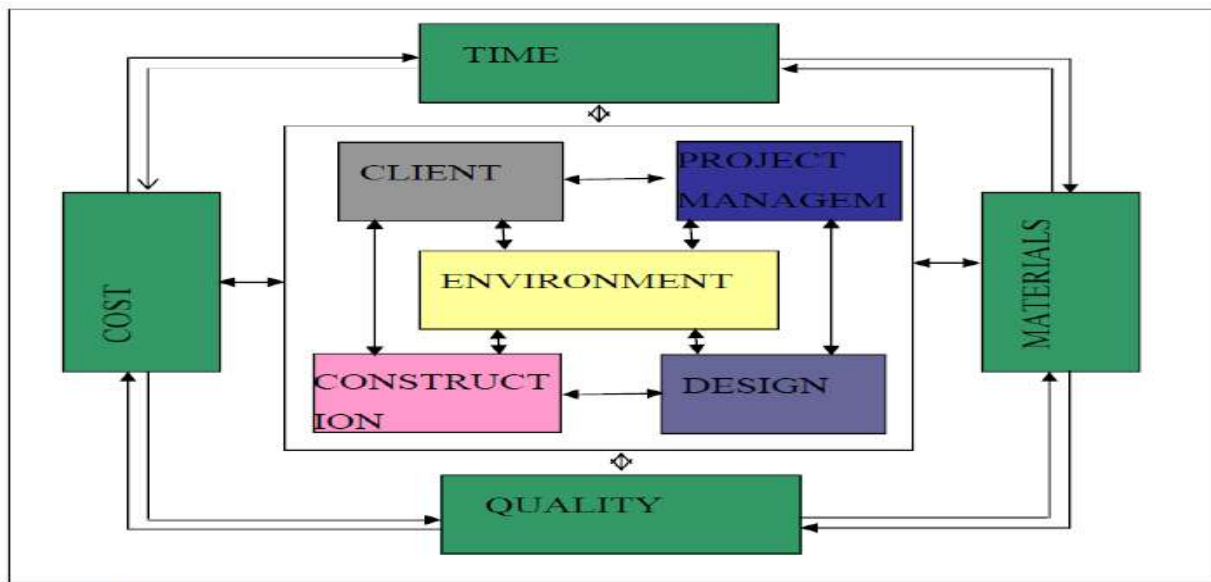 TIME
CLIENT
PROJECT
MANAGEM
ENVIRONMENT
COST
MATERIALS
CONSTRUCT
ION
DESIGN
QUALITY